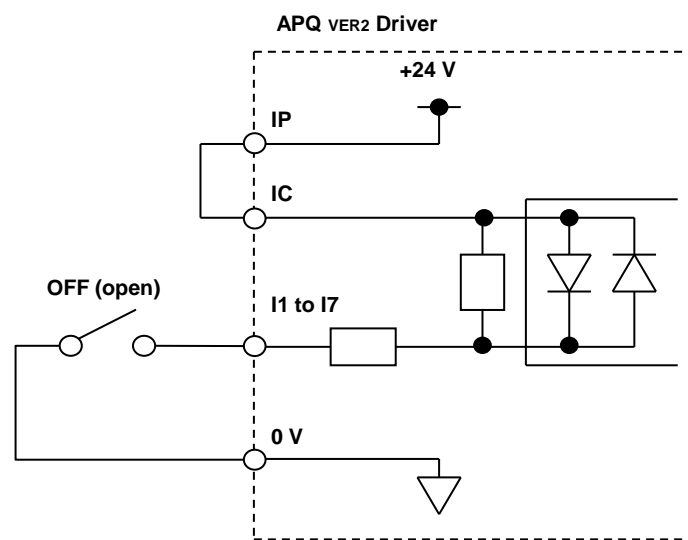 APQ VER2 Driver
+24 V
IP
IC
OFF (open)
I1 to I7
0 V